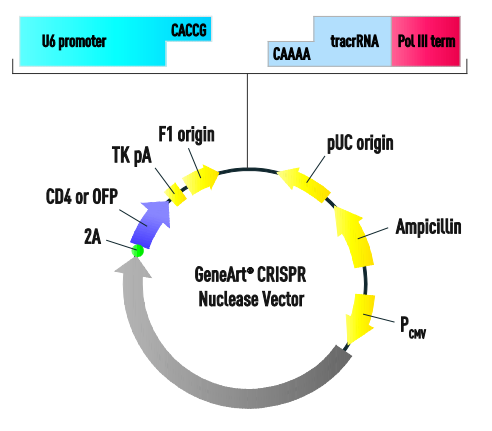 U6 promoter
CACCG
CAAAA
tracrRNA
Pol III term
F1 origin
pUC origin
TK pA
CD4 or OFP
2A
Ampicillin
GeneArt® CRISPR
Nuclease Vector
PCMV